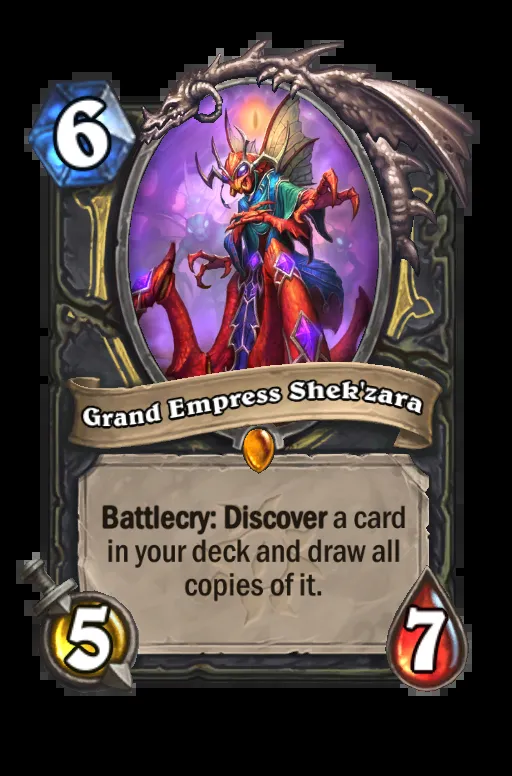 6
Grand Empress Shek'zara
Battlecry: Discover a card
in your deck and draw all
copies of it.
5
7